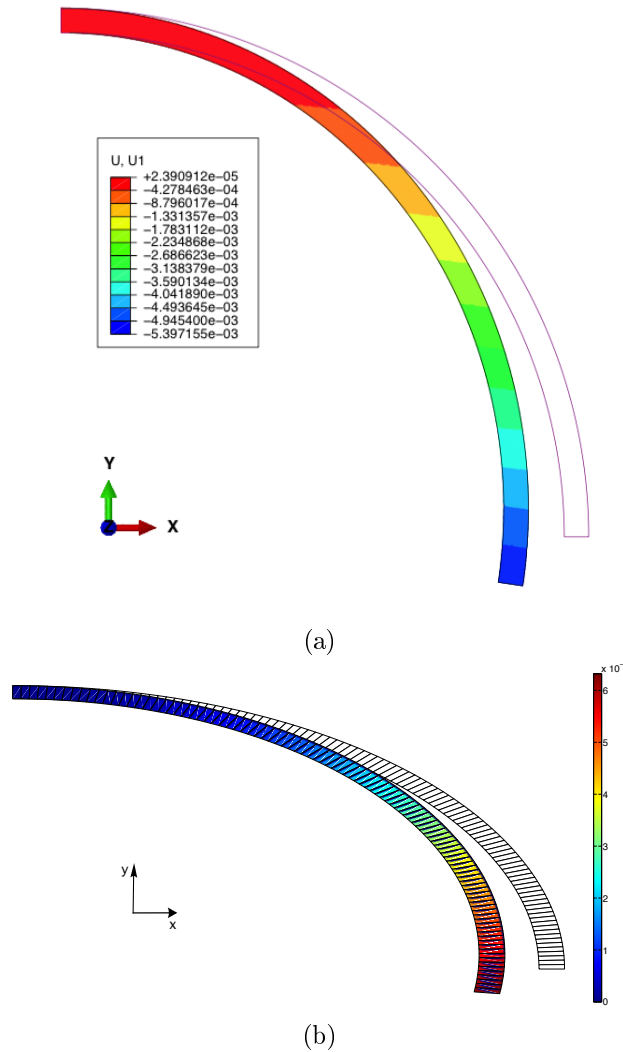 U, U1
+2.390912e−05
−4.278463e−04
−8.796017e−04
−1.331357e−03
−1.783112e−03
−2.234868e−03
−2.686623e−03
−3.138379e−03
−3.590134e−03
−4.041890e−03
−4.493645e−03
−4.945400e−03
−5.397155e−03
Y
Z
X
(a)
x 10
6
5
4
3
2
1
0
y
x
(b)